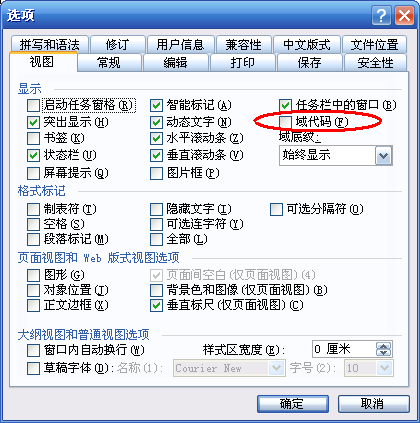 选项
拼写和语法 修订 用户信息 兼容性 中文版式 文件位置
视图 常规 编辑 打印 保存 安全性
显示
启动任务窗格(R) 智能标记(A) 任务栏中的窗口(B)
突出显示(H) 动态文字(N) 域代码(F)
书签(K) 水平滚动条(Z) 域底纹:
状态栏(U) 垂直滚动条(V) 始终显示
屏幕提示(Q) 图片框(P)
格式标记
制表符(T) 隐藏文字(I) 可选分隔符(O)
空格(S) 可选连字符(Y)
段落标记(M) 全部(L)
页面视图和 Web 版式视图选项
图形(G) 页面间空白(仅页面视图)(4)
对象位置(J) 背景色和图像(仅页面视图)(B)
正文边框(X) 垂直标尺(仅页面视图)(C)
大纲视图和普通视图选项
窗口内自动换行(W) 样式区宽度(E): 0 厘米
草稿字体(D): 名称(1): Courier New 字号(2): 10
确定 取消